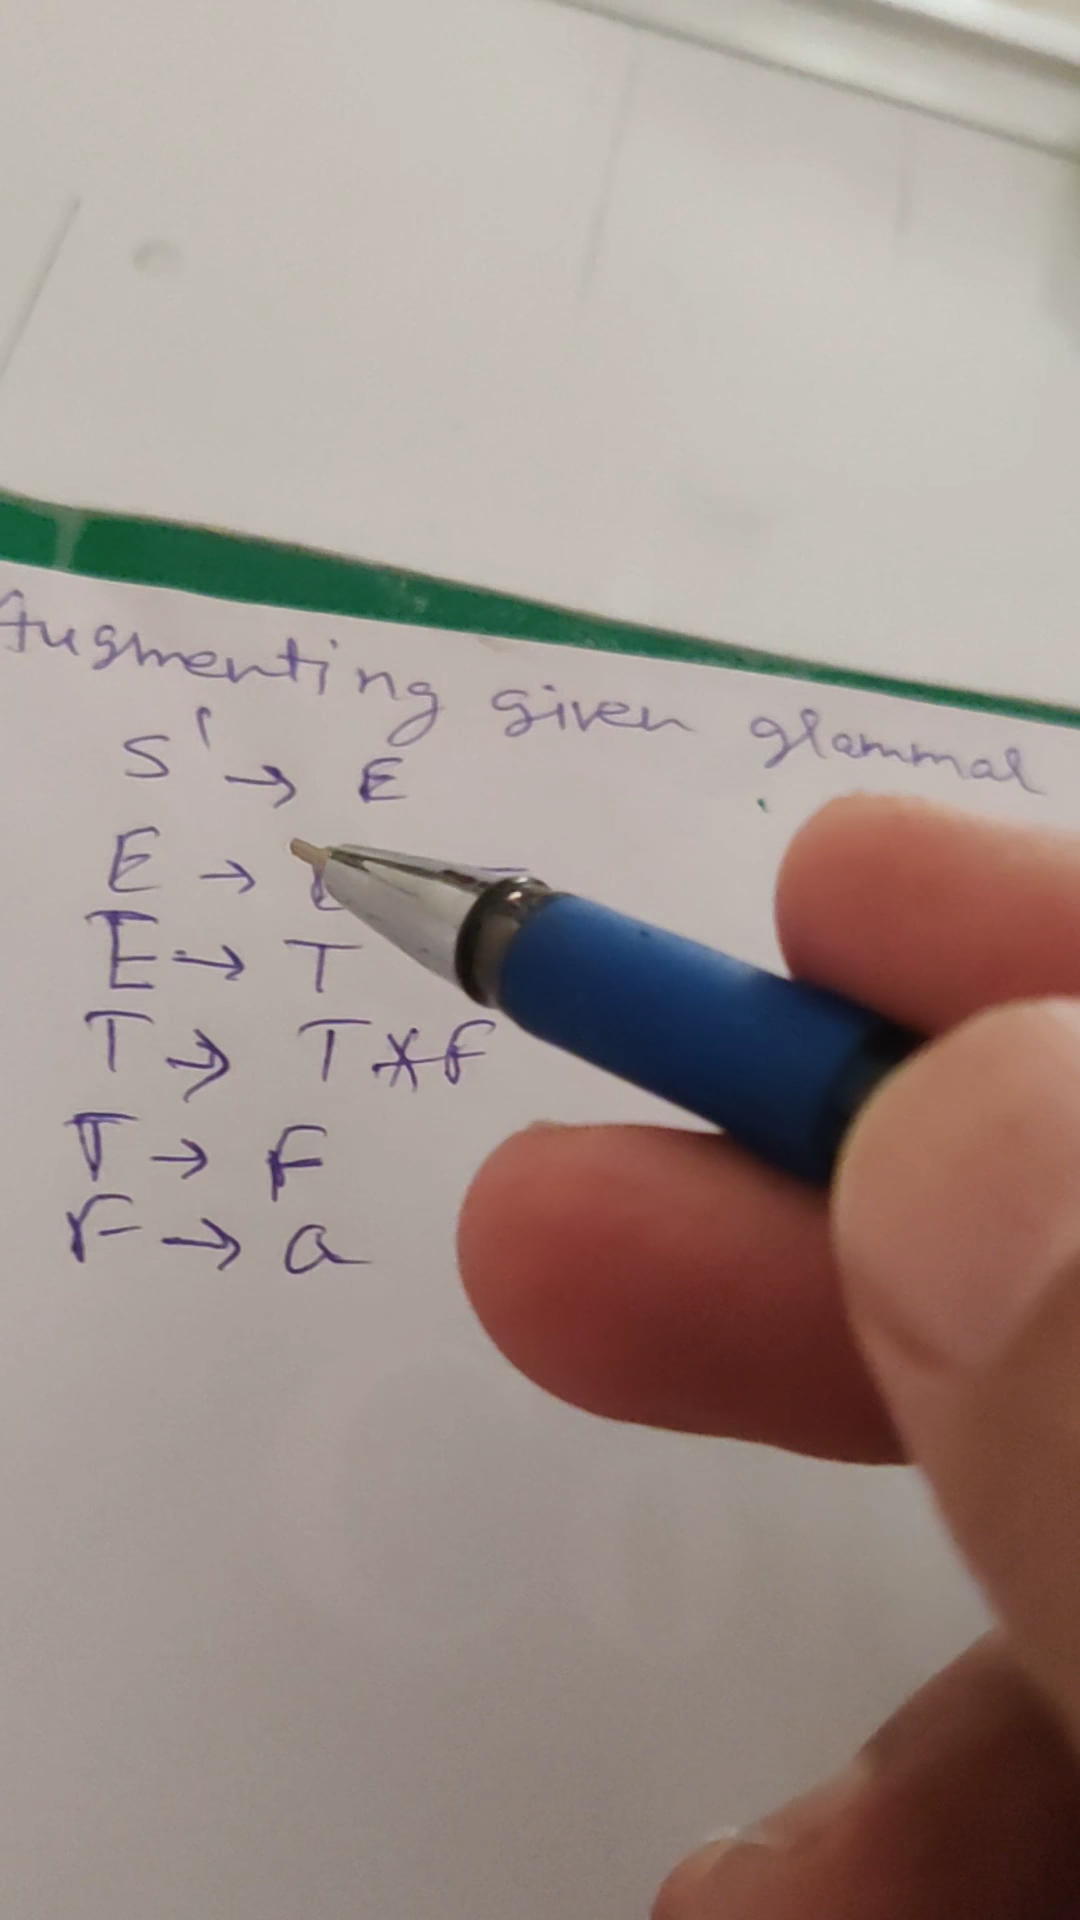 Augmenting given grammar
S' → E
E →
E → T
T → T*F
T → F
F → a